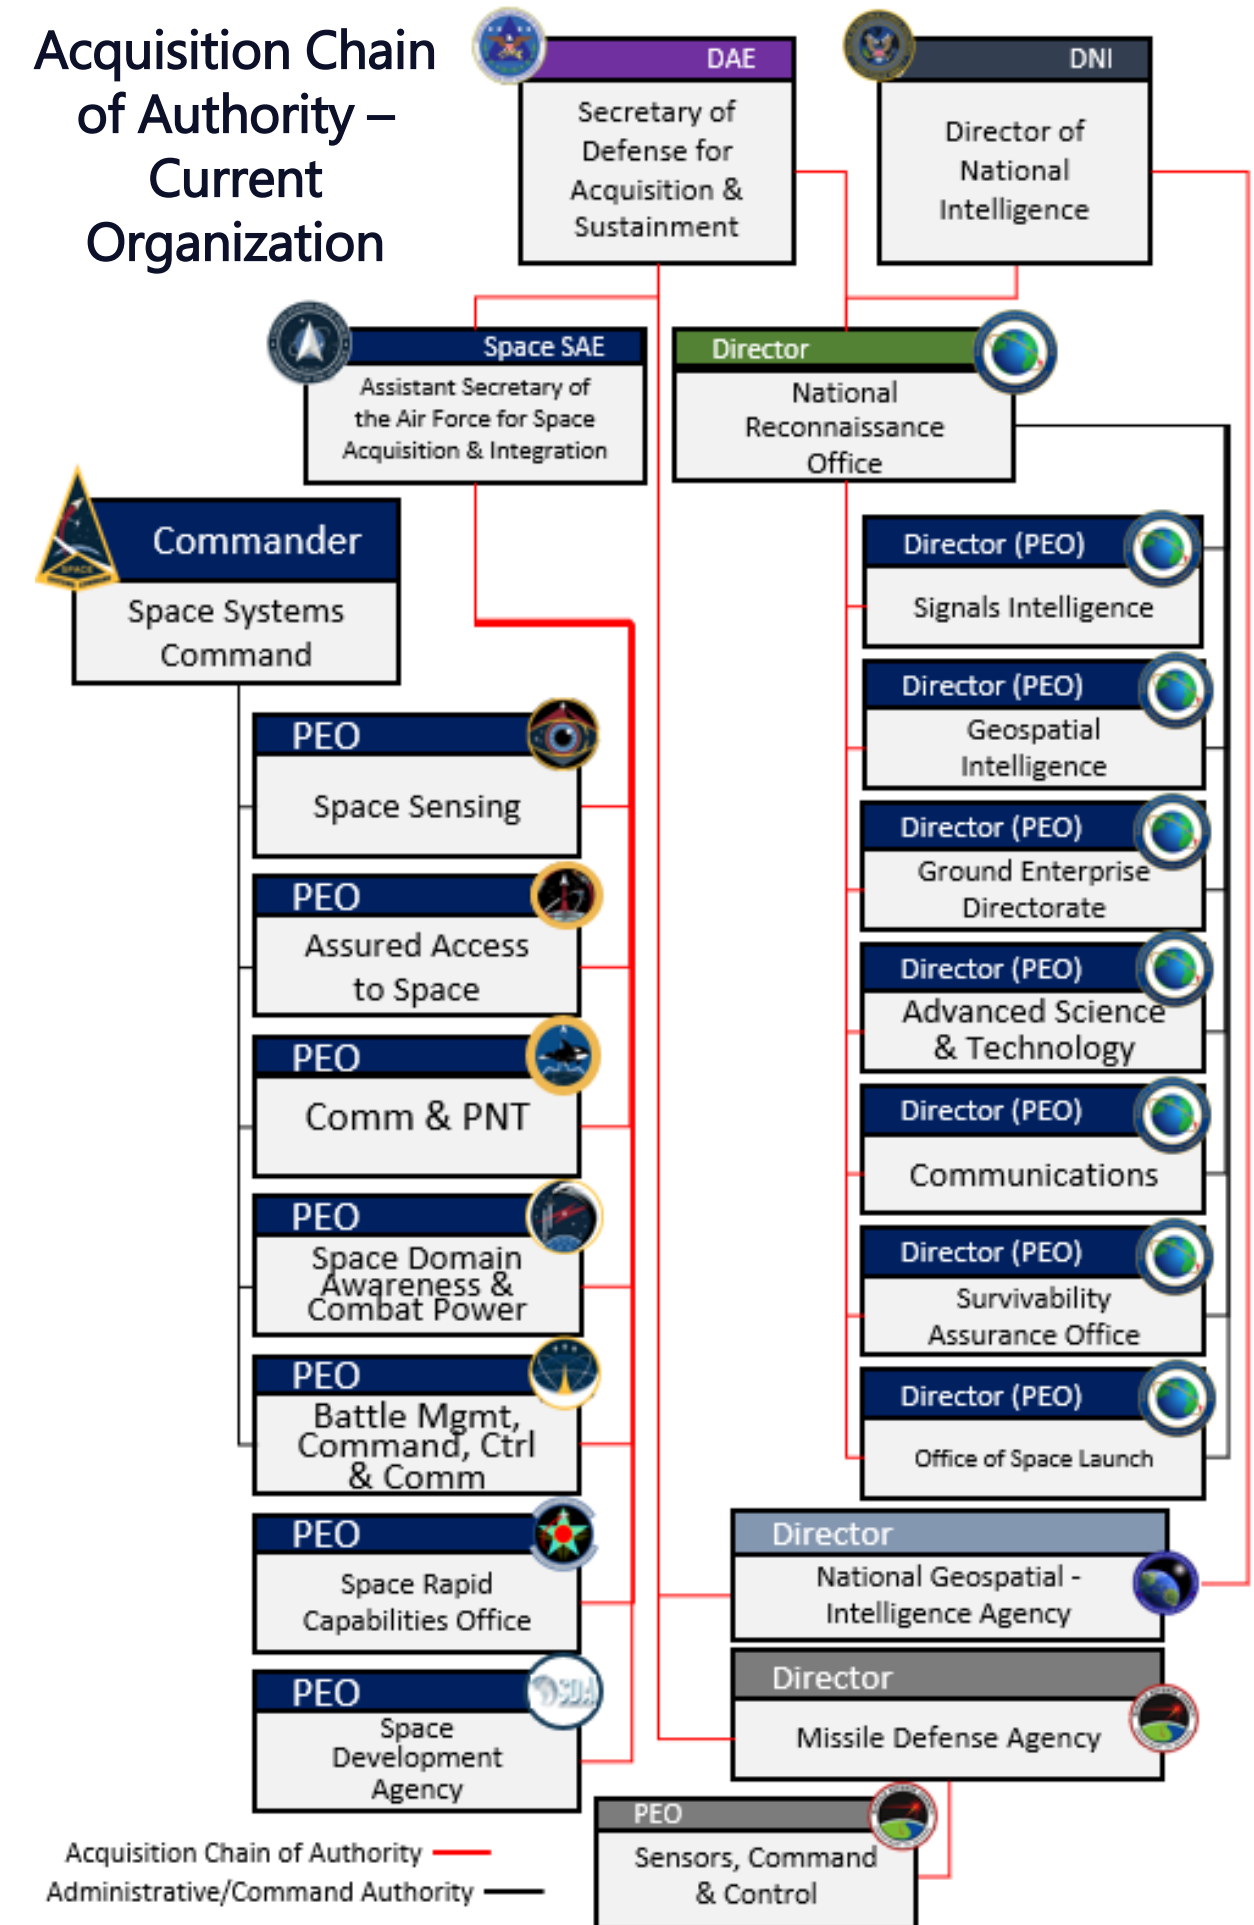 Acquisition Chain
of Authority –
Current
Organization
DAE
Secretary of
Defense for
Acquisition &
Sustainment
DNI
Director of
National
Intelligence
Space SAE
Assistant Secretary of
the Air Force for Space
Acquisition & Integration
Director
National
Reconnaissance
Office
Commander
Space Systems
Command
SPACE
PEO
Space Sensing
PEO
Assured Access
to Space
PEO
Comm & PNT
PEO
Space Domain
Awareness &
Combat Power
PEO
Battle Mgmt,
Command, Ctrl
& Comm
PEO
Space Rapid
Capabilities Office
PEO
SDA
Space
Development
Agency
Director (PEO)
Signals Intelligence
Director (PEO)
Geospatial
Intelligence
Director (PEO)
Ground Enterprise
Directorate
Director (PEO)
Advanced Science
& Technology
Director (PEO)
Communications
Director (PEO)
Survivability
Assurance Office
Director (PEO)
Office of Space Launch
Director
National Geospatial -
Intelligence Agency
Director
Missile Defense Agency
PEO
Sensors, Command
& Control
Acquisition Chain of Authority
Administrative/Command Authority